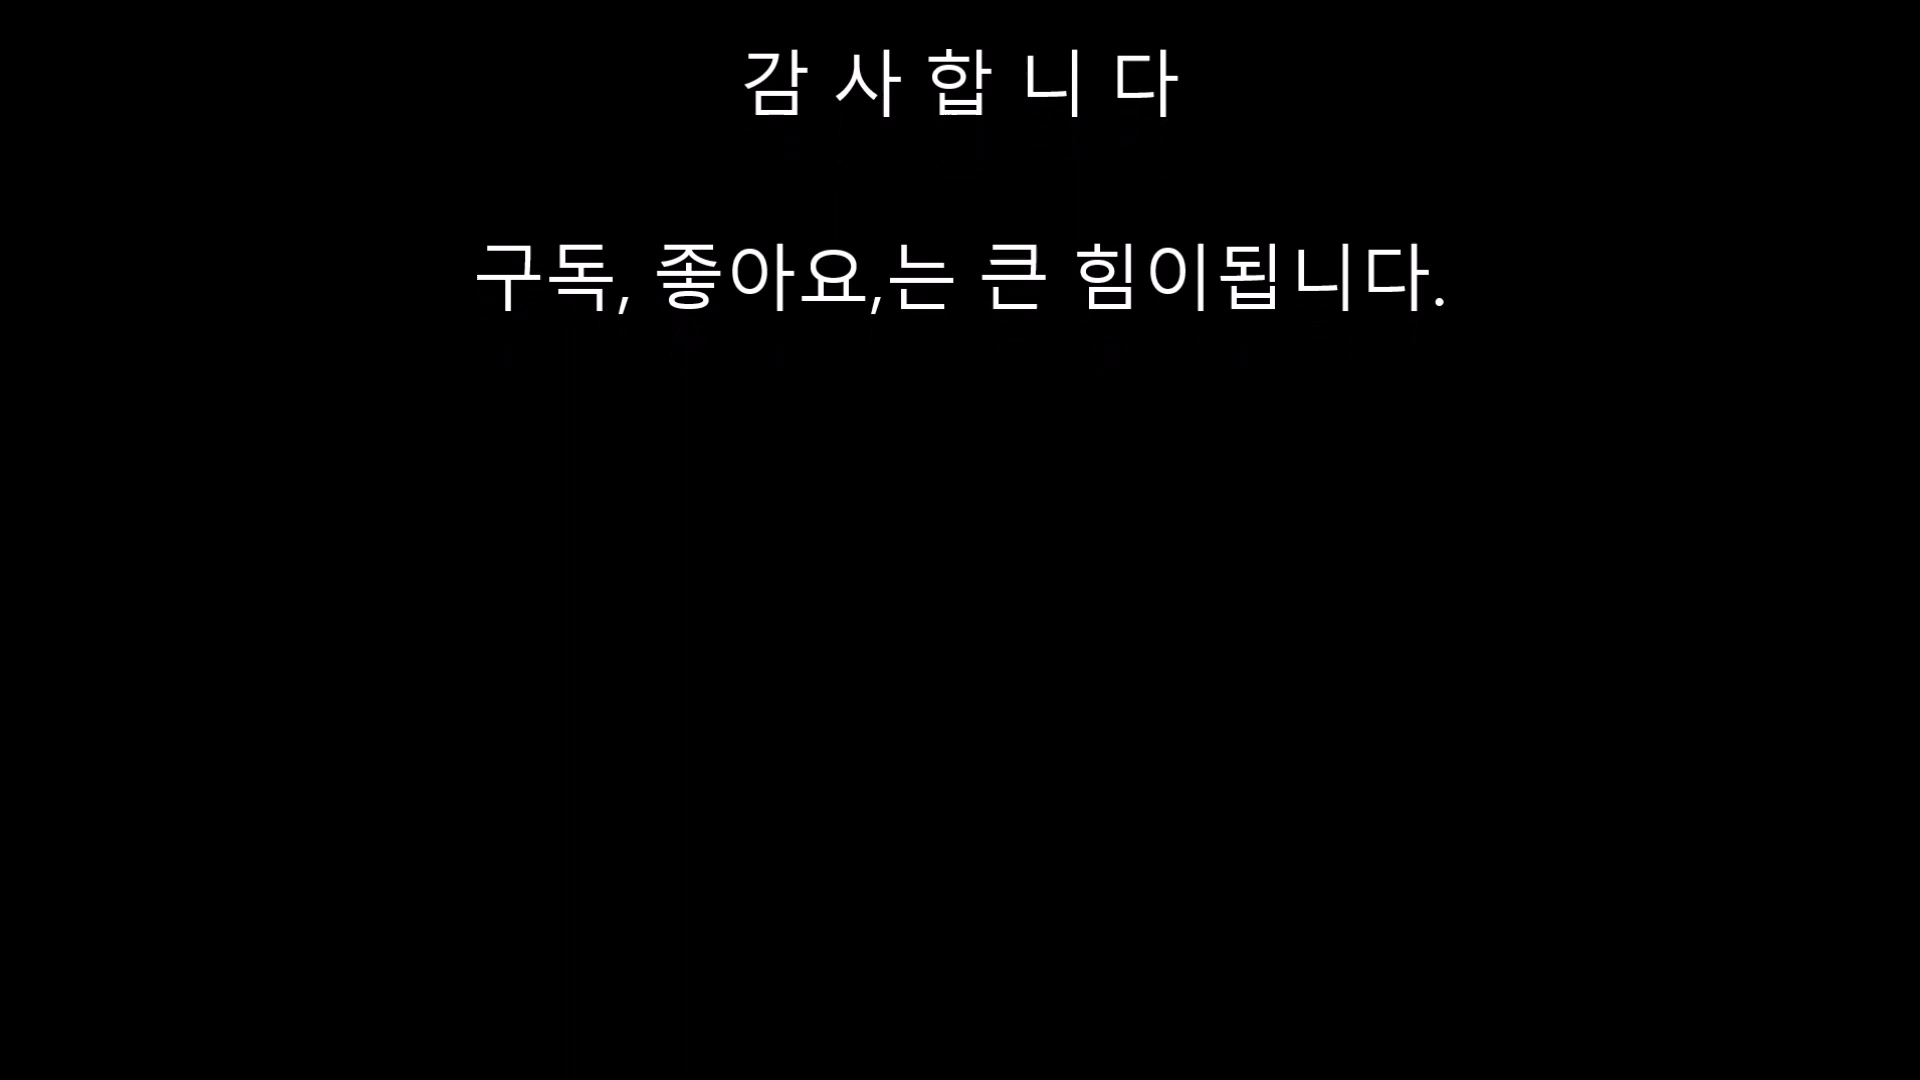 감 사 합 니 다
구독, 좋아요,는 큰 힘이됩니다.